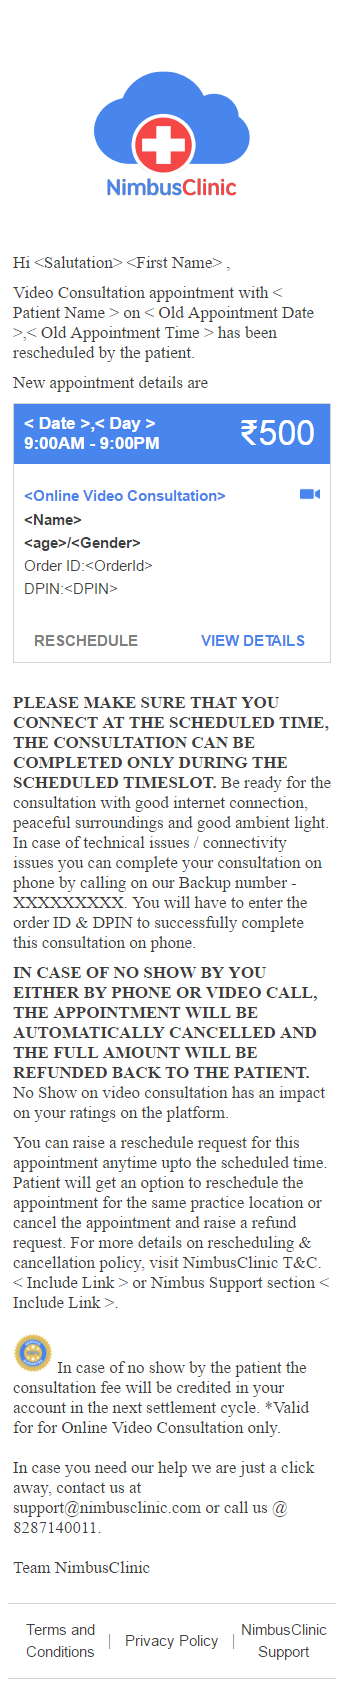 NimbusClinic
Hi <Salutation> <First Name> ,
Video Consultation appointment with <
Patient Name > on < Old Appointment Date
>,< Old Appointment Time > has been
rescheduled by the patient.
New appointment details are
< Date >,< Day >
9:00AM - 9:00PM
₹500
<Online Video Consultation>
<Name>
<age>/<Gender>
Order ID:<OrderId>
DPIN:<DPIN>
RESCHEDULE
VIEW DETAILS
PLEASE MAKE SURE THAT YOU
CONNECT AT THE SCHEDULED TIME,
THE CONSULTATION CAN BE
COMPLETED ONLY DURING THE
SCHEDULED TIMESLOT. Be ready for the
consultation with good internet connection,
peaceful surroundings and good ambient light.
In case of technical issues / connectivity
issues you can complete your consultation on
phone by calling on our Backup number -
XXXXXXXXX. You will have to enter the
order ID & DPIN to successfully complete
this consultation on phone.
IN CASE OF NO SHOW BY YOU
EITHER BY PHONE OR VIDEO CALL,
THE APPOINTMENT WILL BE
AUTOMATICALLY CANCELLED AND
THE FULL AMOUNT WILL BE
REFUNDED BACK TO THE PATIENT.
No Show on video consultation has an impact
on your ratings on the platform.
You can raise a reschedule request for this
appointment anytime upto the scheduled time.
Patient will get an option to reschedule the
appointment for the same practice location or
cancel the appointment and raise a refund
request. For more details on rescheduling &
cancellation policy, visit NimbusClinic T&C.
< Include Link > or Nimbus Support section <
Include Link >.
In case of no show by the patient the
consultation fee will be credited in your
account in the next settlement cycle. *Valid
for for Online Video Consultation only.
In case you need our help we are just a click
away, contact us at
support@nimbusclinic.com or call us @
8287140011.
Team NimbusClinic
Terms and
Conditions
Privacy Policy
NimbusClinic
Support